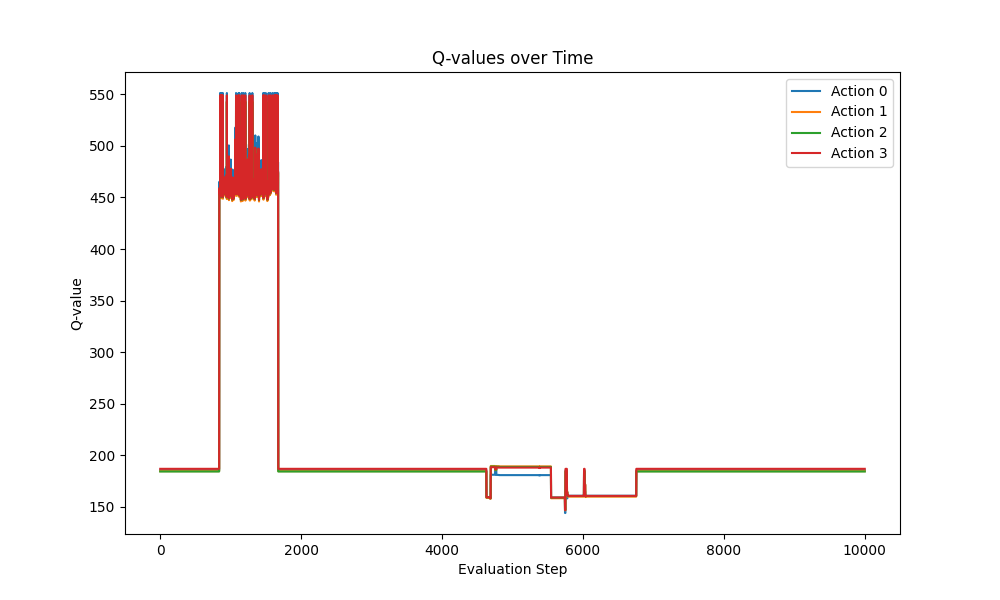 Q-values over Time
Action 0
Action 1
Action 2
Action 3
Q-value
550
500
450
400
350
300
250
200
150
0
2000
4000
6000
8000
10000
Evaluation Step